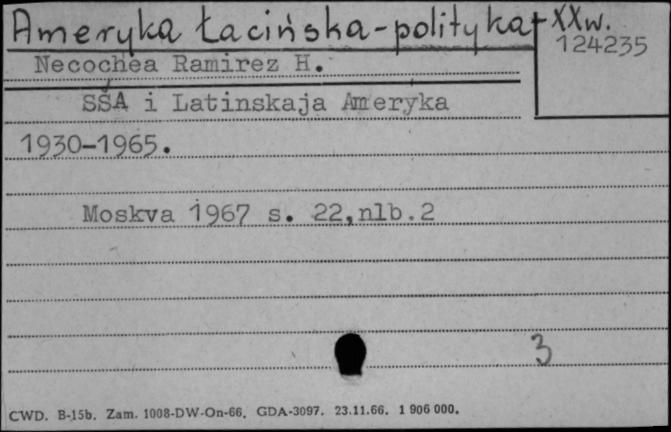 Ameryka Łacińska-polityka-XXw.
124235
Necochea Ramirez H.
SŠA i Latinskaja Ameryka
1930-1965.
Moskva 1967 s. 22,nlb.2
3
CWD. B-15b. Zam. 1008-DW-On-66. GDA-3097. 23.11.66. 1 906 000.